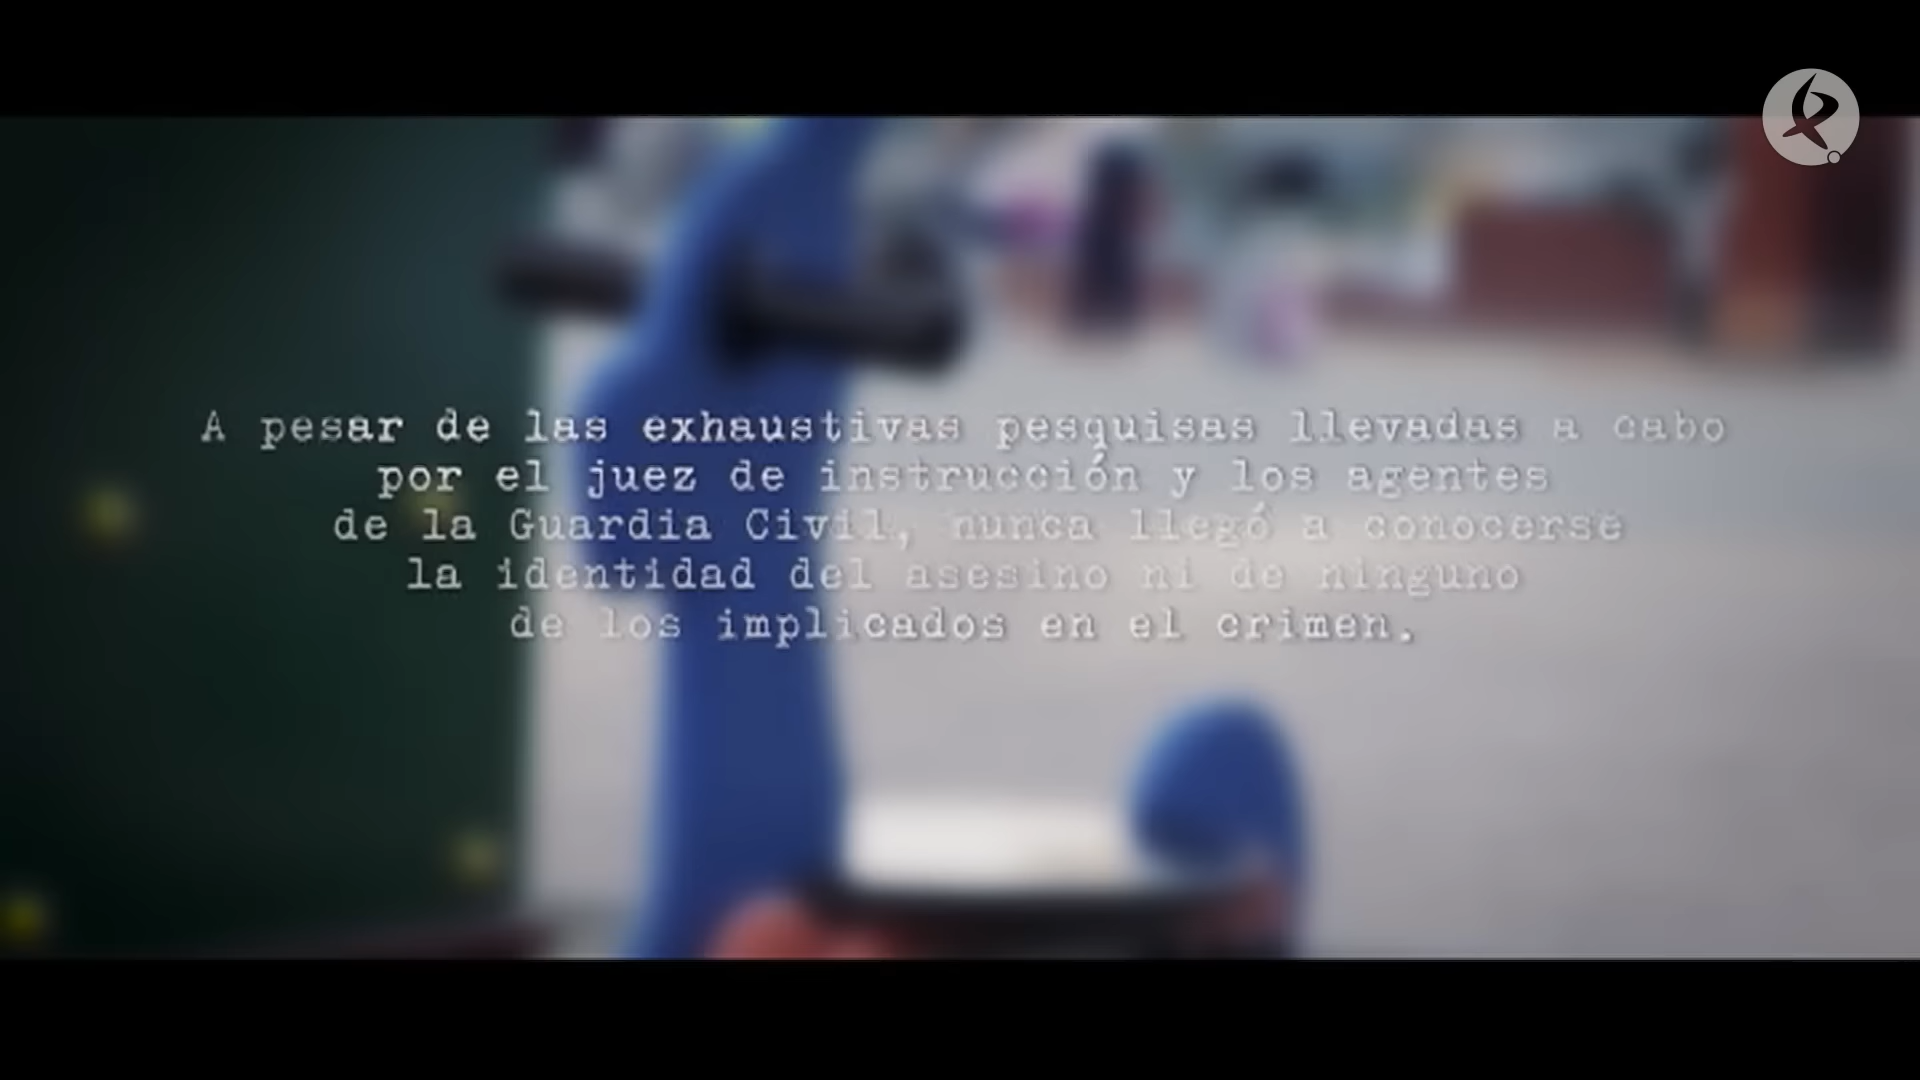 A pesar de las exhaustivas pesquisas llevadas a cabo
por el juez de instrucción y los agentes
de la Guardia Civil, nunca llegó a conocerse
la identidad del asesino ni de ninguno
de los implicados en el crimen.